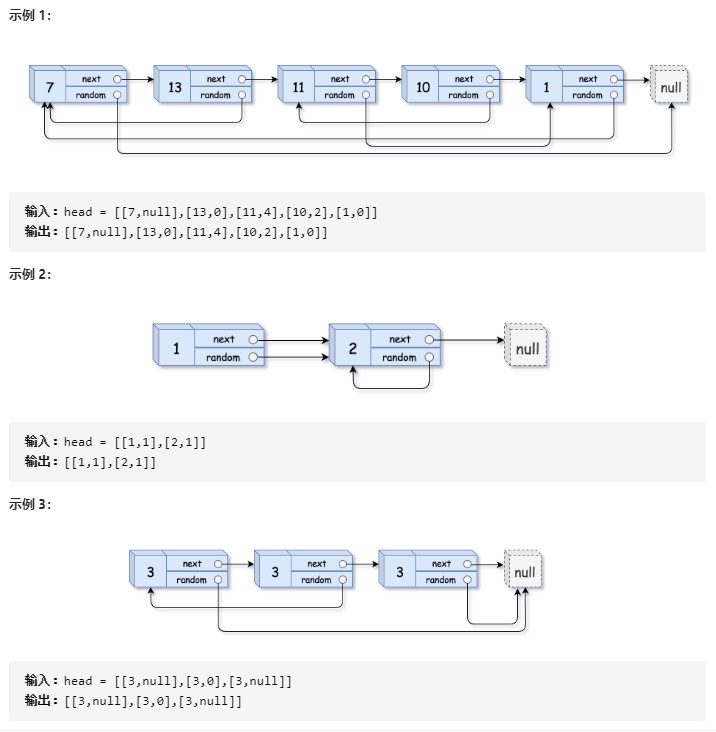 示例 1：
7 next 13 next 11 next 10 next 1 next null
random random random random random
输入：head = [[7,null],[13,0],[11,4],[10,2],[1,0]]
输出：[[7,null],[13,0],[11,4],[10,2],[1,0]]
示例 2：
1 next 2 next null
random random
输入：head = [[1,1],[2,1]]
输出：[[1,1],[2,1]]
示例 3：
3 next 3 next 3 next null
random random random
输入：head = [[3,null],[3,0],[3,null]]
输出：[[3,null],[3,0],[3,null]]